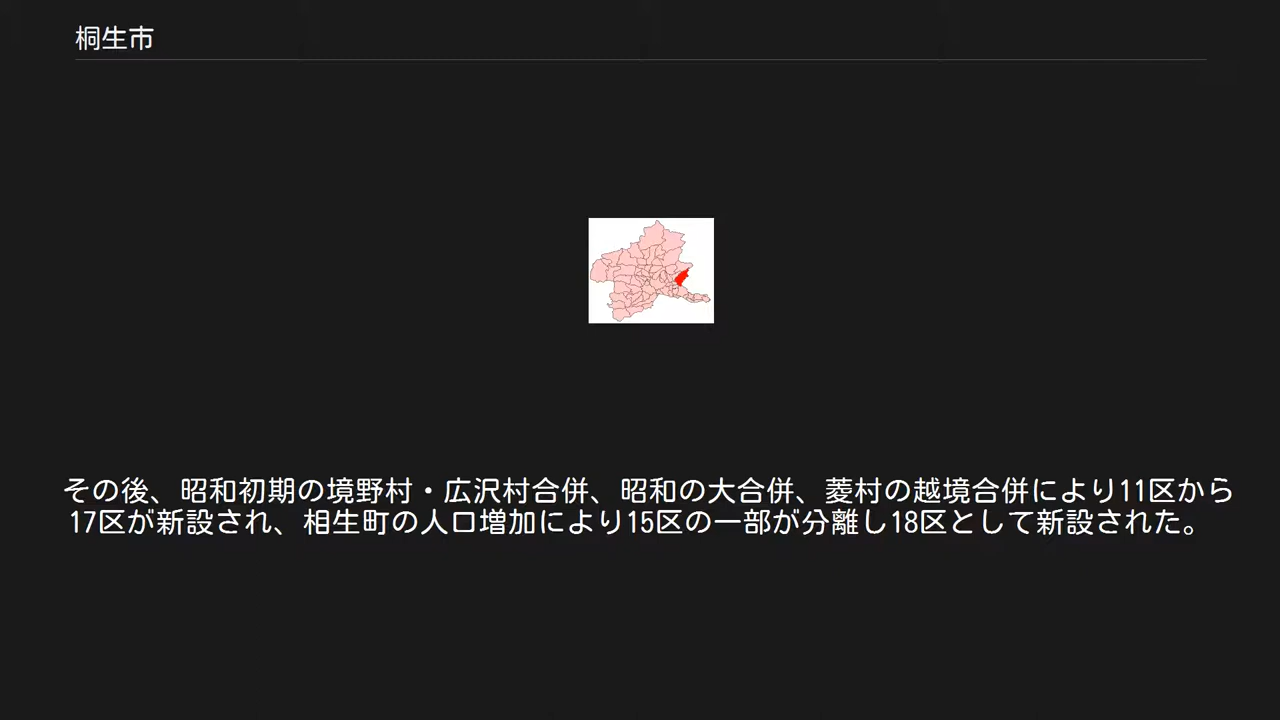 桐生市
その後、昭和初期の境野村・広沢村合併、昭和の大合併、菱村の越境合併により11区から
17区が新設され、相生町の人口増加により15区の一部が分離し18区として新設された。